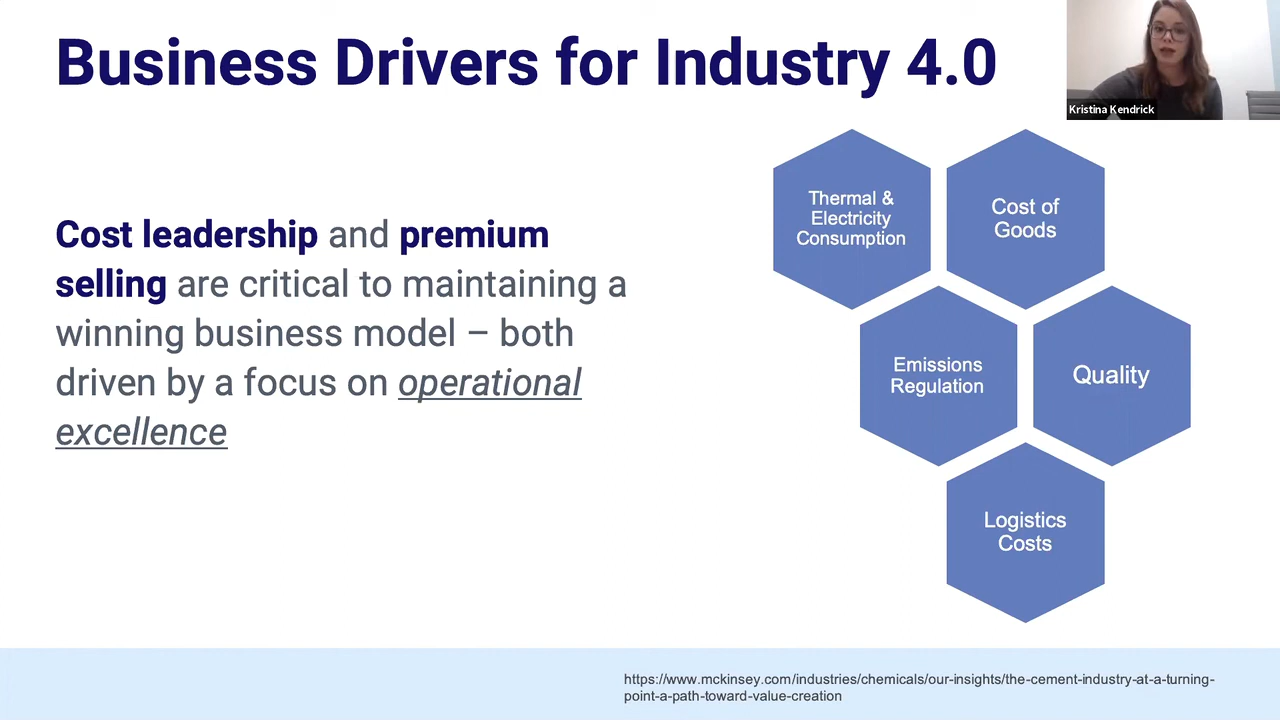 Business Drivers for Industry 4.0
Kristina Kendrick
Cost leadership and premium
selling are critical to maintaining a
winning business model – both
driven by a focus on operational
excellence
Thermal &
Electricity
Consumption
Cost of
Goods
Emissions
Regulation
Quality
Logistics
Costs
https://www.mckinsey.com/industries/chemicals/our-insights/the-cement-industry-at-a-turning-
point-a-path-toward-value-creation